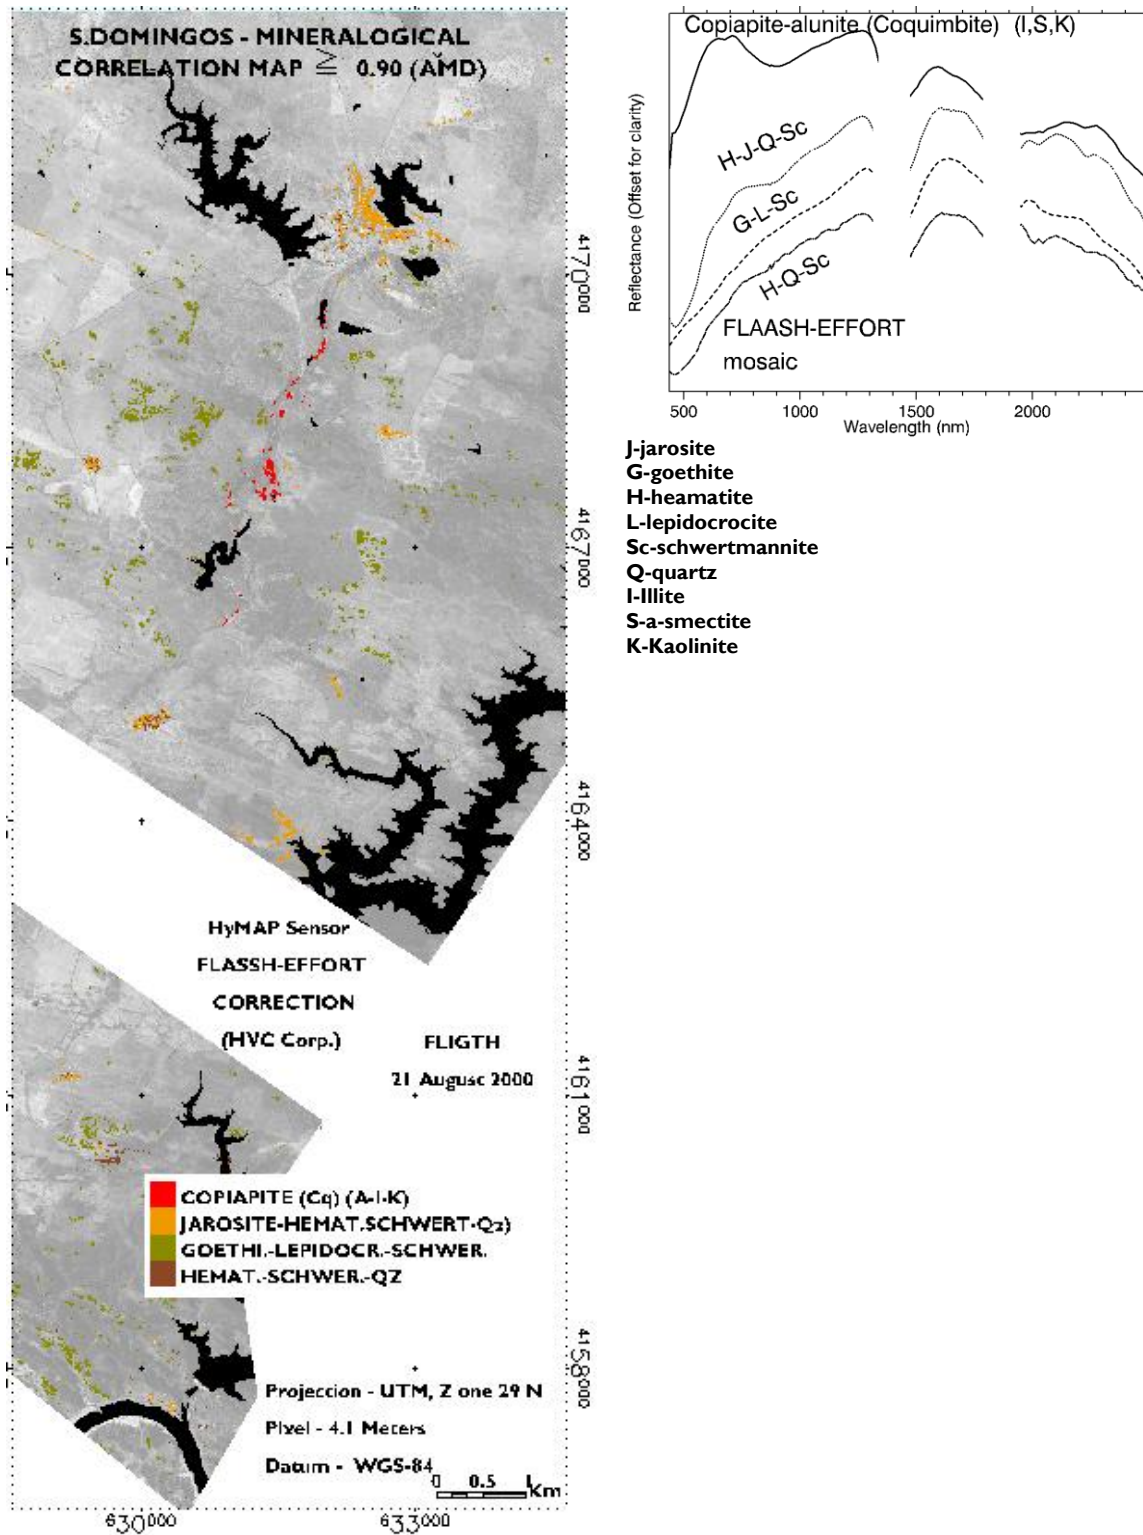 S.DOMINGOS - MINERALOGICAL
CORRELATION MAP ≧ 0.90 (AMD)
4170000
4167000
4164000
HyMAP Sensor
FLASSH-EFFORT
CORRECTION
(HVC Corp.)
FLIGTH
21 August 2000
4161000
COPIAPITE (Cq) (A-I-K)
JAROSITE-HEMAT.SCHWERT-Qz)
GOETHI.-LEPIDOCR.-SCHWER.
HEMAT.-SCHWER.-QZ
4158000
Projeccion - UTM, Z one 29 N
Pixel - 4.1 Meters
Datum - WGS-84
0 0.5 1
Km
630000 633000
Copiapite-alunite (Coquimbite) (I,S,K)
Reflectance (Offset for clarity)
H-J-Q-Sc
G-L-Sc
H-Q-Sc
FLAASH-EFFORT
mosaic
500 1000 1500 2000
Wavelength (nm)
J-jarosite
G-goethite
H-heamatite
L-lepidocrocite
Sc-schwertmannite
Q-quartz
I-Illite
S-a-smectite
K-Kaolinite